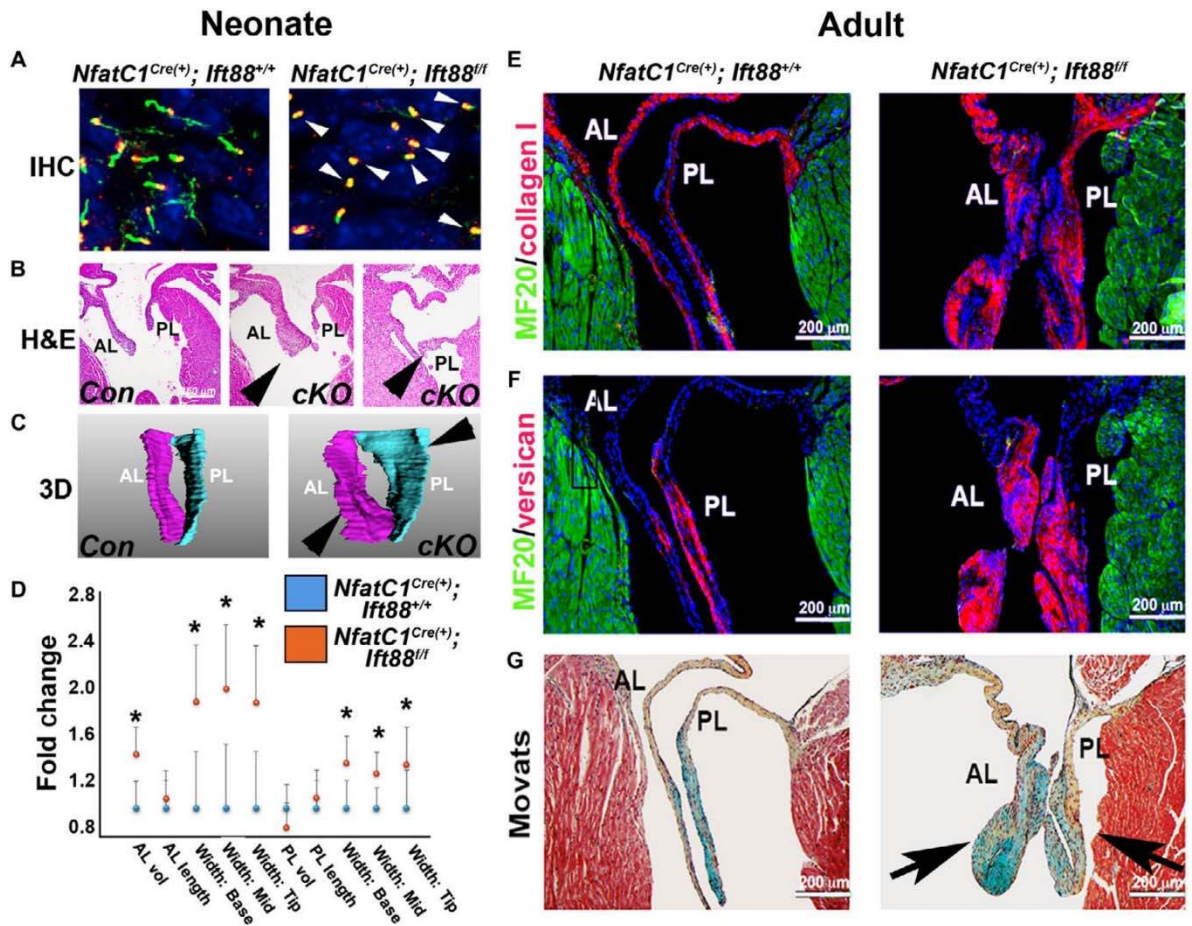 Neonate
A
NfatC1Cre(+); Ift88+/+
NfatC1Cre(+); Ift88f/f
IHC
B
H&E
AL
PL
Con
AL
PL
cKO
PL
cKO
C
3D
AL
PL
Con
AL
PL
cKO
D
NfatC1Cre(+);
Ift88+/+
NfatC1Cre(+);
Ift88f/f
Fold change
2.8
2.4
2.0
1.6
1.2
0.8
*
*
*
*
*
*
*
AL vol
AL length
Width: Base
Width: Mid
Width: Tip
PL vol
PL length
Width: Base
Width: Mid
Width: Tip
Adult
E
NfatC1Cre(+); Ift88+/+
NfatC1Cre(+); Ift88f/f
MF20/collagen I
AL
PL
200 µm
AL
PL
200 µm
F
MF20/versican
AL
PL
200 µm
AL
PL
200 µm
G
Movats
AL
PL
200 µm
AL
PL
200 µm